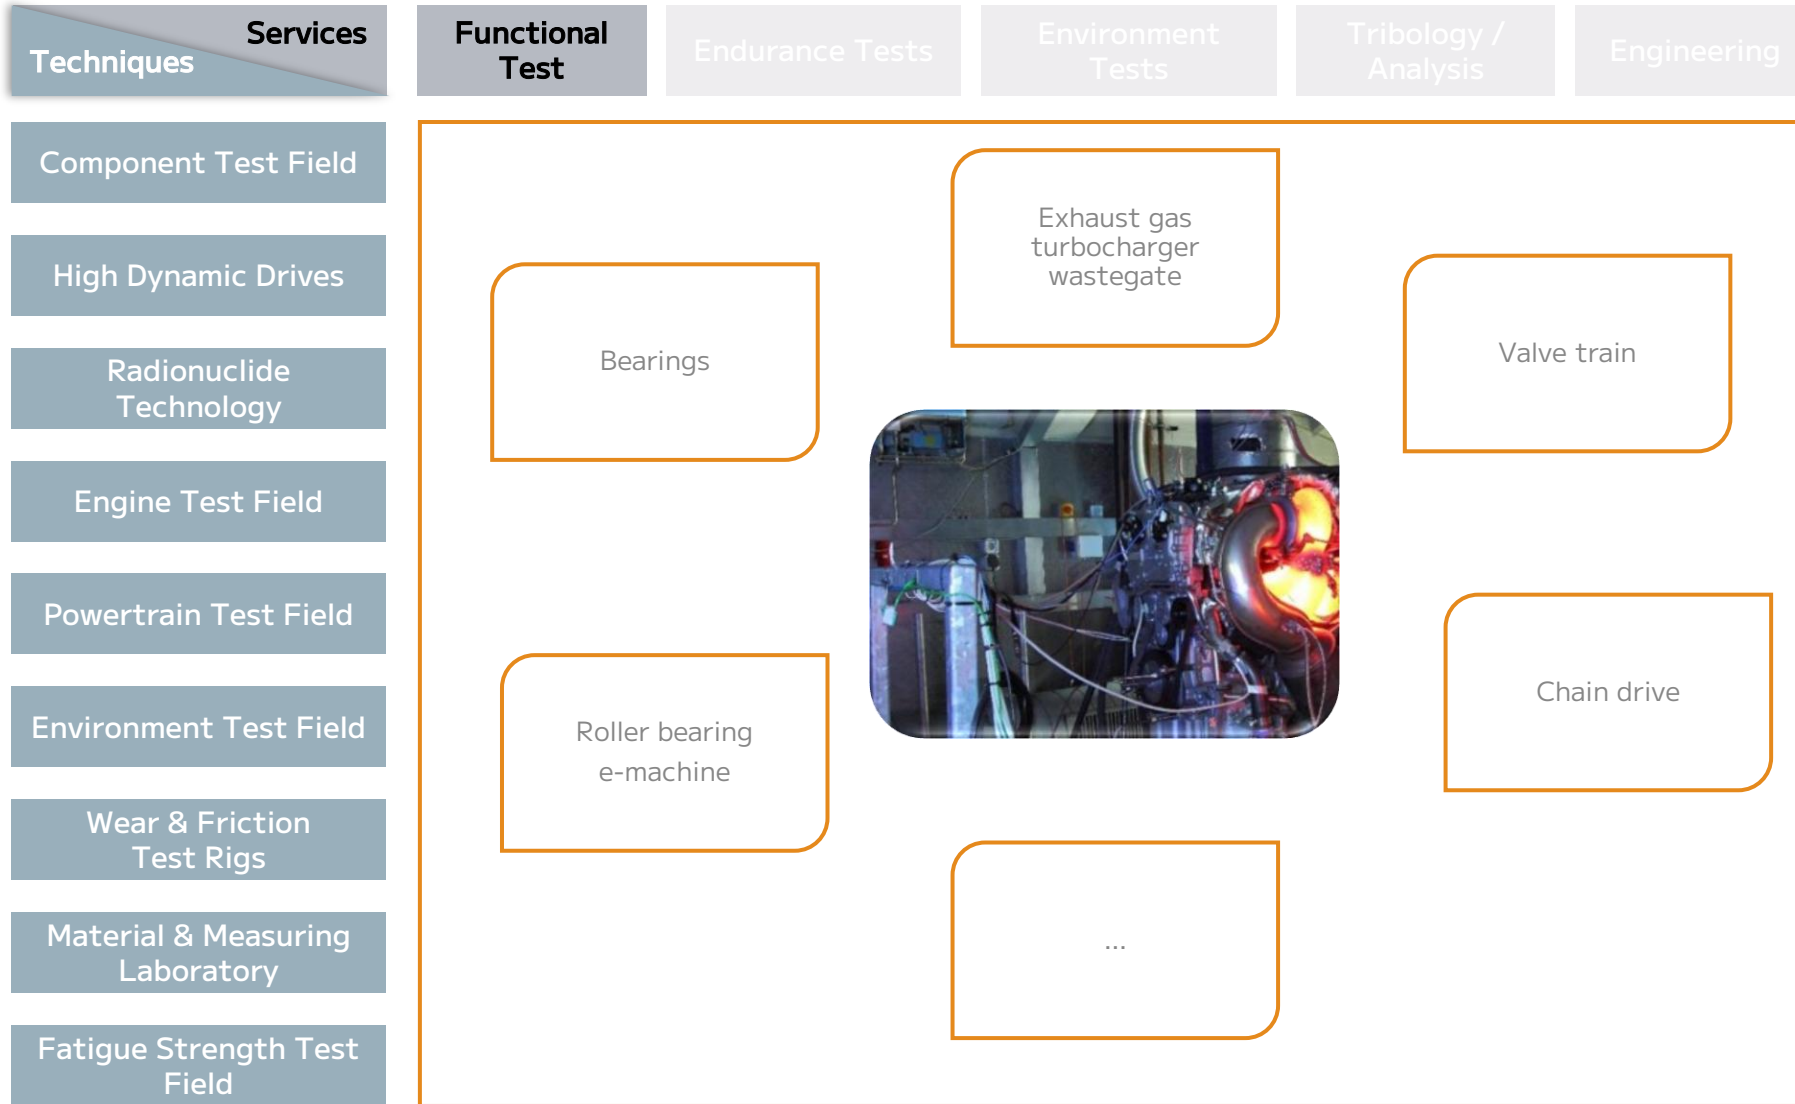 Services
Techniques
Functional
Test
Endurance Tests
Environment
Tests
Tribology /
Analysis
Engineering
Component Test Field
High Dynamic Drives
Radionuclide
Technology
Engine Test Field
Powertrain Test Field
Environment Test Field
Wear & Friction
Test Rigs
Material & Measuring
Laboratory
Fatigue Strength Test
Field
Exhaust gas
turbocharger
wastegate
Bearings
Valve train
Roller bearing
e-machine
Chain drive
...